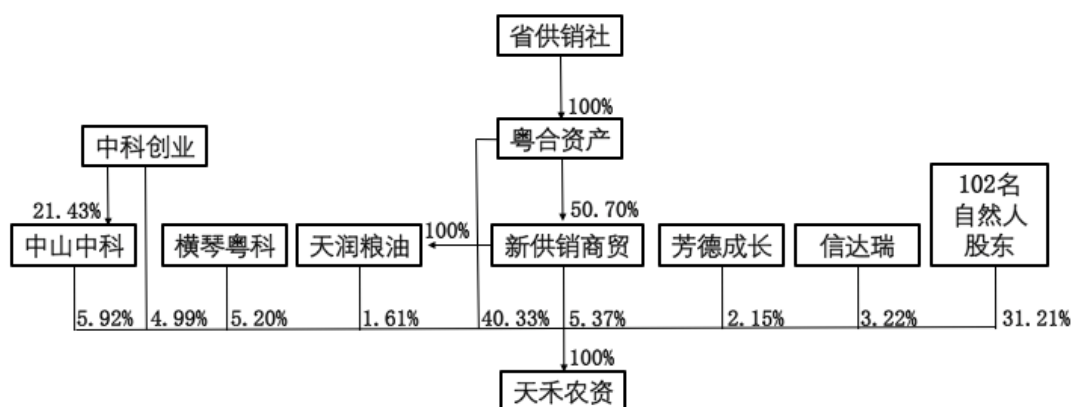 省供销社
100%
中科创业
粤合资产
102名
自然人
股东
21.43%
50.70%
中山中科
横琴粤科
天润粮油
100%
新供销商贸
芳德成长
信达瑞
5.92%
4.99%
5.20%
1.61%
40.33%
5.37%
2.15%
3.22%
31.21%
100%
天禾农资